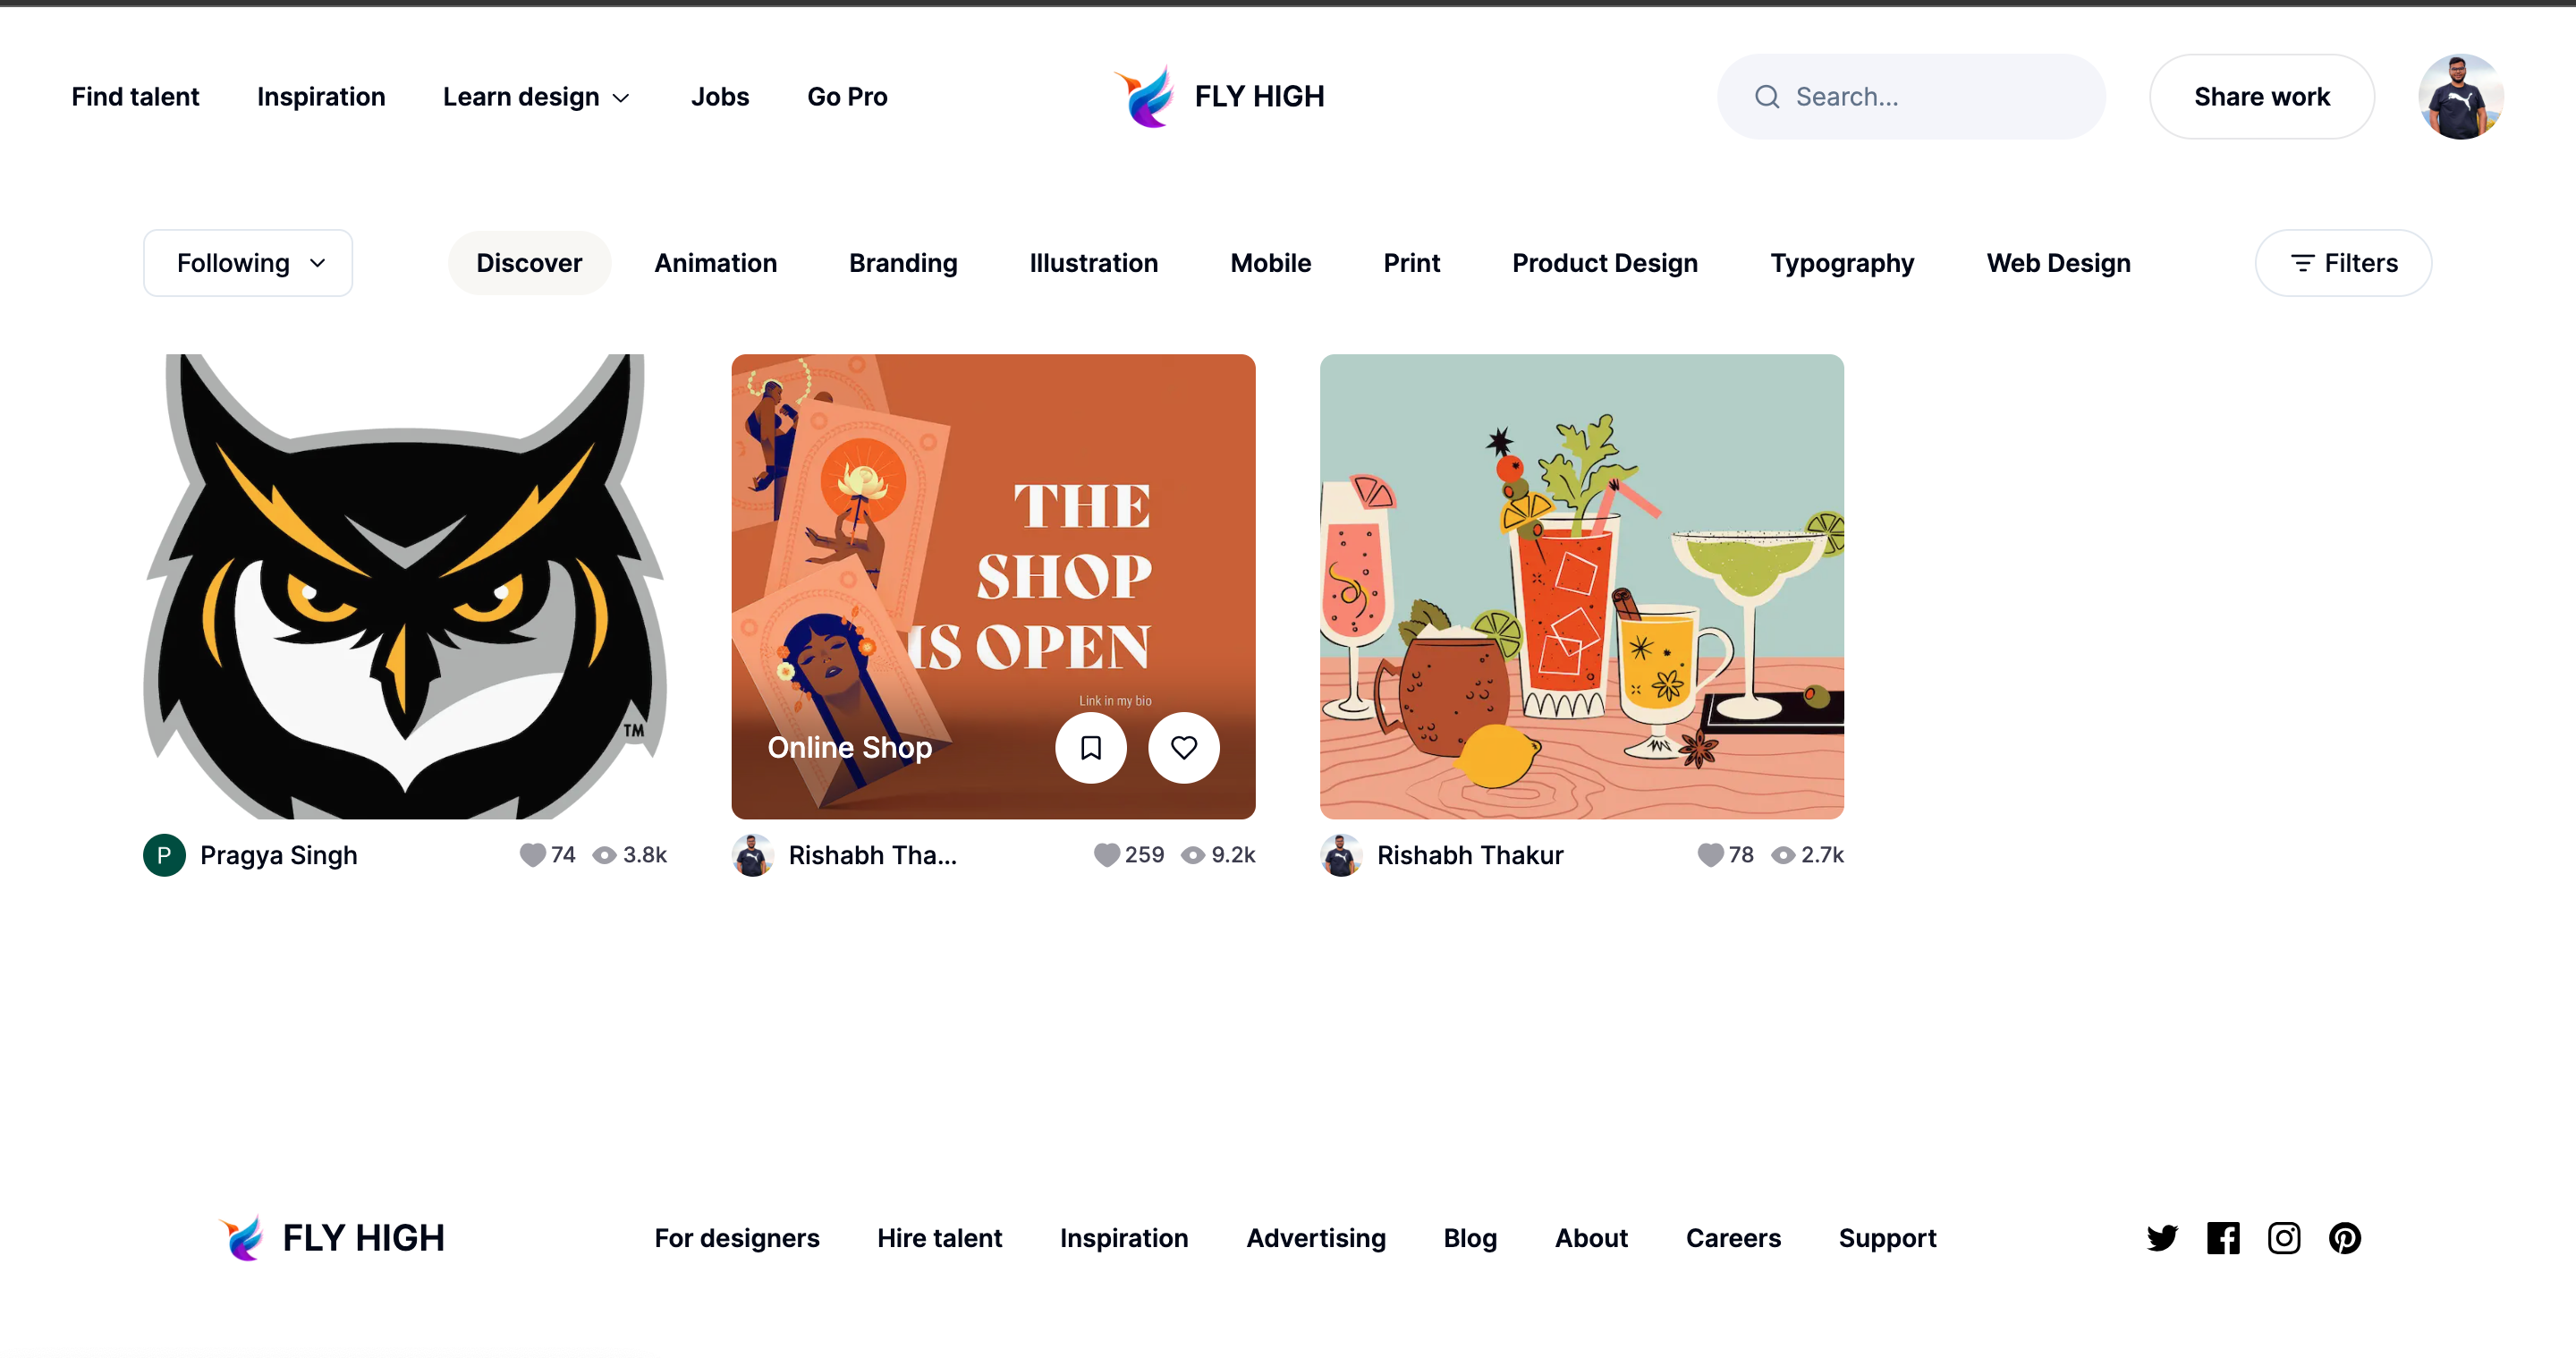 Find talent Inspiration Learn design Jobs Go Pro FLY HIGH Search... Share work
Following Discover Animation Branding Illustration Mobile Print Product Design Typography Web Design Filters
THE
SHOP
IS OPEN
Link in my bio
TM
Online Shop
P Pragya Singh 74 3.8k
Rishabh Tha... 259 9.2k
Rishabh Thakur 78 2.7k
FLY HIGH For designers Hire talent Inspiration Advertising Blog About Careers Support